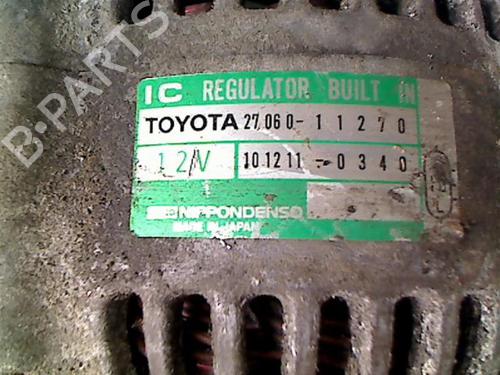 B-PARTS
IC REGULATOR BUILT IN
TOYOTA 27060-11270
12V 101211-0340
NIPPONDENSO
MADE IN JAPAN